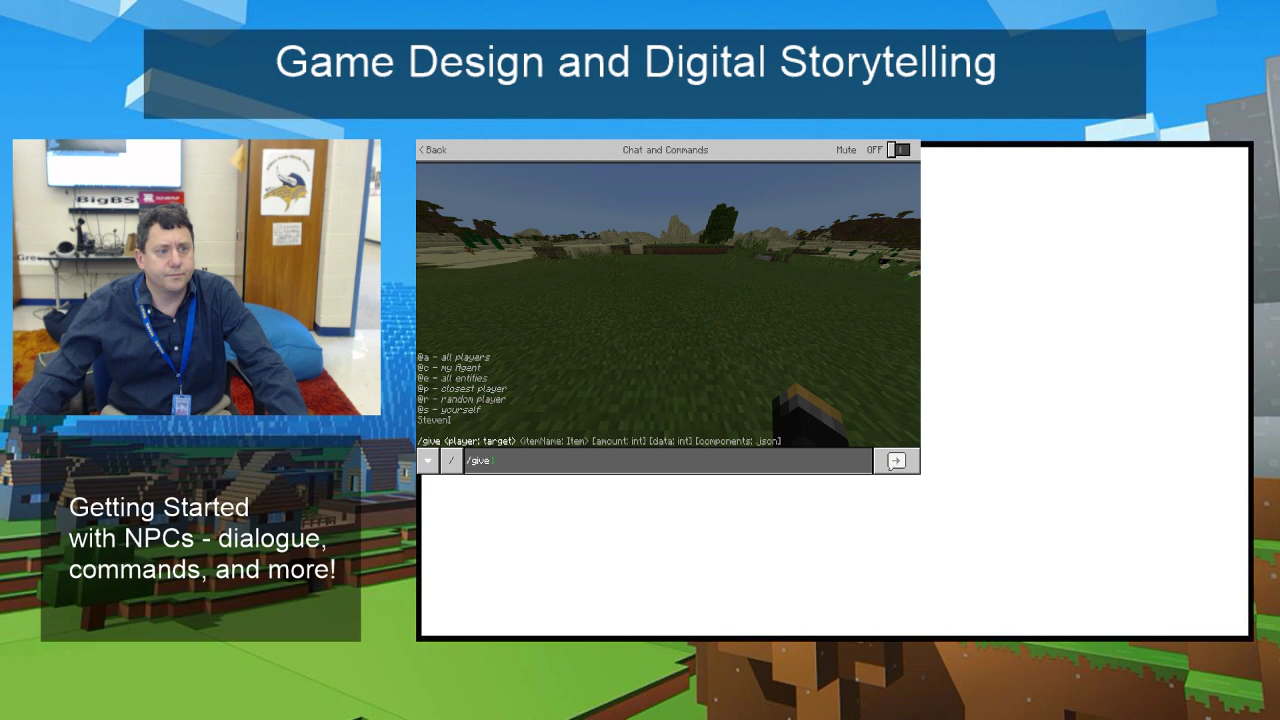 Game Design and Digital Storytelling
BigBS
< Back
Chat and Commands
Mute
OFF
@a - all players
@c - my Agent
@e - all entities
@p - closest player
@r - random player
@s - yourself
StevenI
/give <player: target> <itemName: Item> [amount: int] [data: int] [components: json]
/
/give
Getting Started
with NPCs - dialogue,
commands, and more!